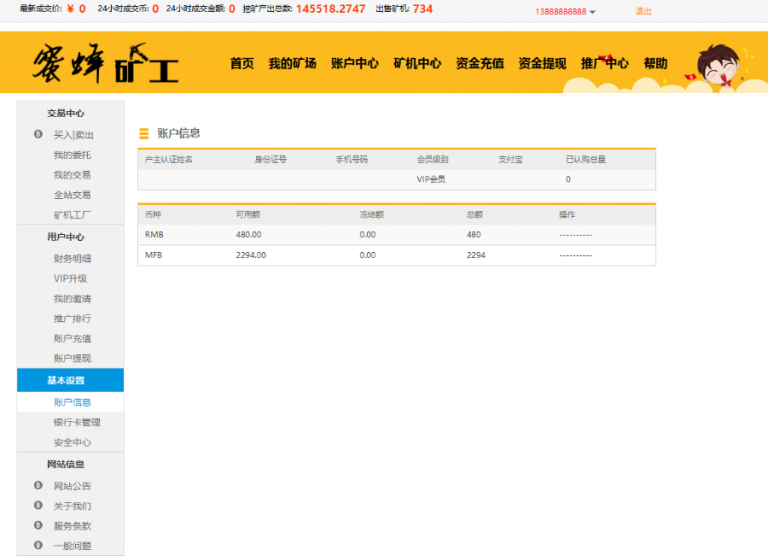 最新成交价: ￥ 0 24小时成交币: 0 24小时成交金额: 0 挖矿产出总数: 145518.2747 出售矿机: 734 13888888888 退出
蜜蜂矿工
首页 我的矿场 账户中心 矿机中心 资金充值 资金提现 推广中心 帮助
交易中心
买入|卖出
我的委托
我的交易
全站交易
矿机工厂
用户中心
财务明细
VIP升级
我的邀请
推广排行
账户充值
账户提现
基本设置
账户信息
银行卡管理
安全中心
网站信息
网站公告
关于我们
服务条款
一般问题
账户信息
户主认证姓名 身份证号 手机号码 会员级别 支付宝 已认购总量
VIP会员 0
币种 可用额 冻结额 总额 操作
RMB 480.00 0.00 480 ----------
MFB 2294.00 0.00 2294 ----------